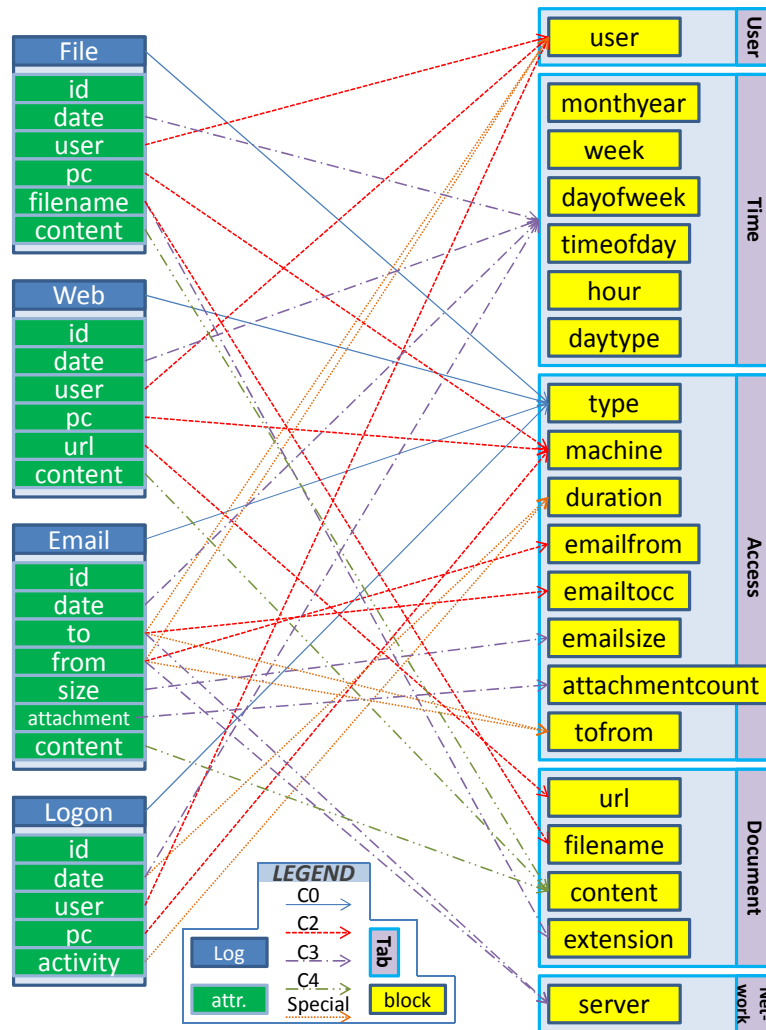 File
id
date
user
pc
filename
content
Web
id
date
user
pc
url
content
Email
id
date
to
from
size
attachment
content
Logon
id
date
user
pc
activity
user
User
monthyear
week
dayofweek
timeofday
hour
daytype
Time
type
machine
duration
emailfrom
emailtocc
emailsize
attachmentcount
tofrom
Access
url
filename
content
extension
Document
server
Net-
work
LEGEND
C0
C2
C3
C4
Special
Log
attr.
Tab
block